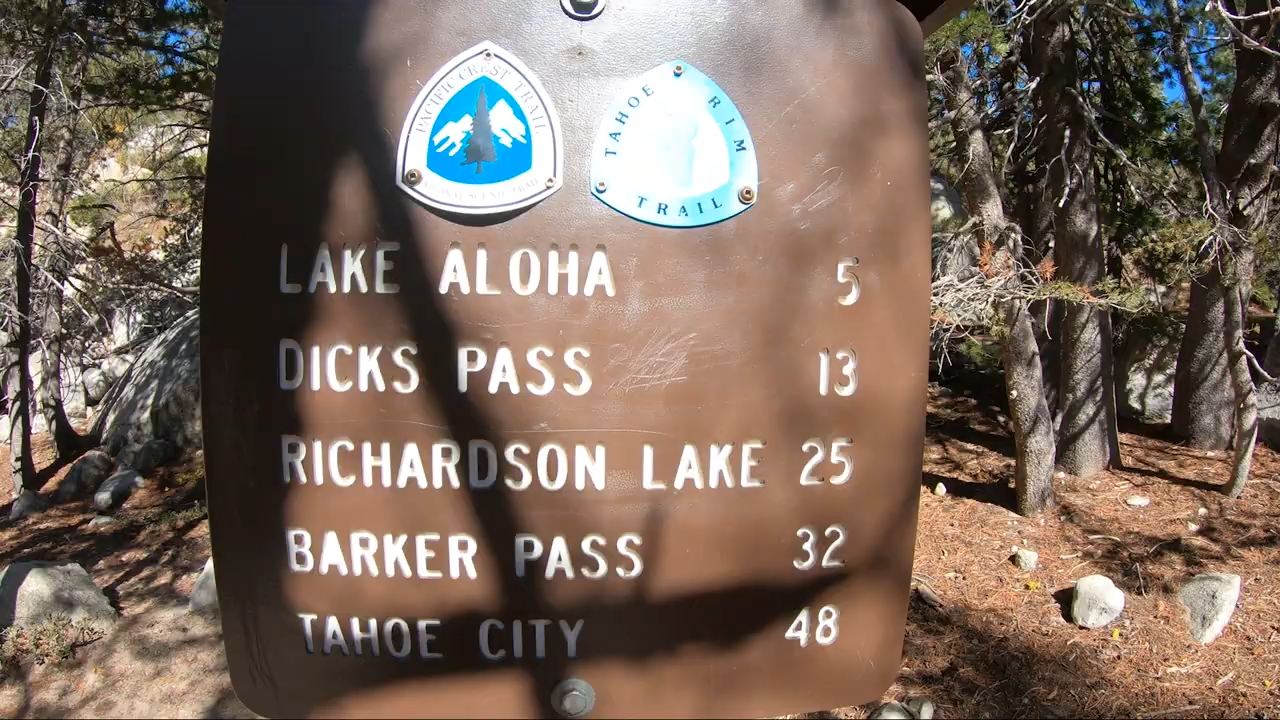 PACIFIC CREST TRAIL
NATIONAL SCENIC TRAIL
TAHOE RIM
TRAIL
LAKE ALOHA 5
DICKS PASS 13
RICHARDSON LAKE 25
BARKER PASS 32
TAHOE CITY 48